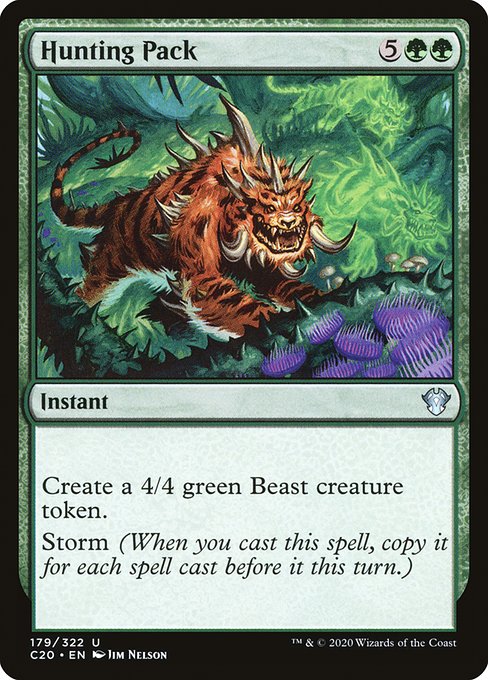 Hunting Pack 5
Instant
Create a 4/4 green Beast creature
token.
Storm (When you cast this spell, copy it
for each spell cast before it this turn.)
179/322 U
C20 • EN Jim Nelson
™ & © 2020 Wizards of the Coast